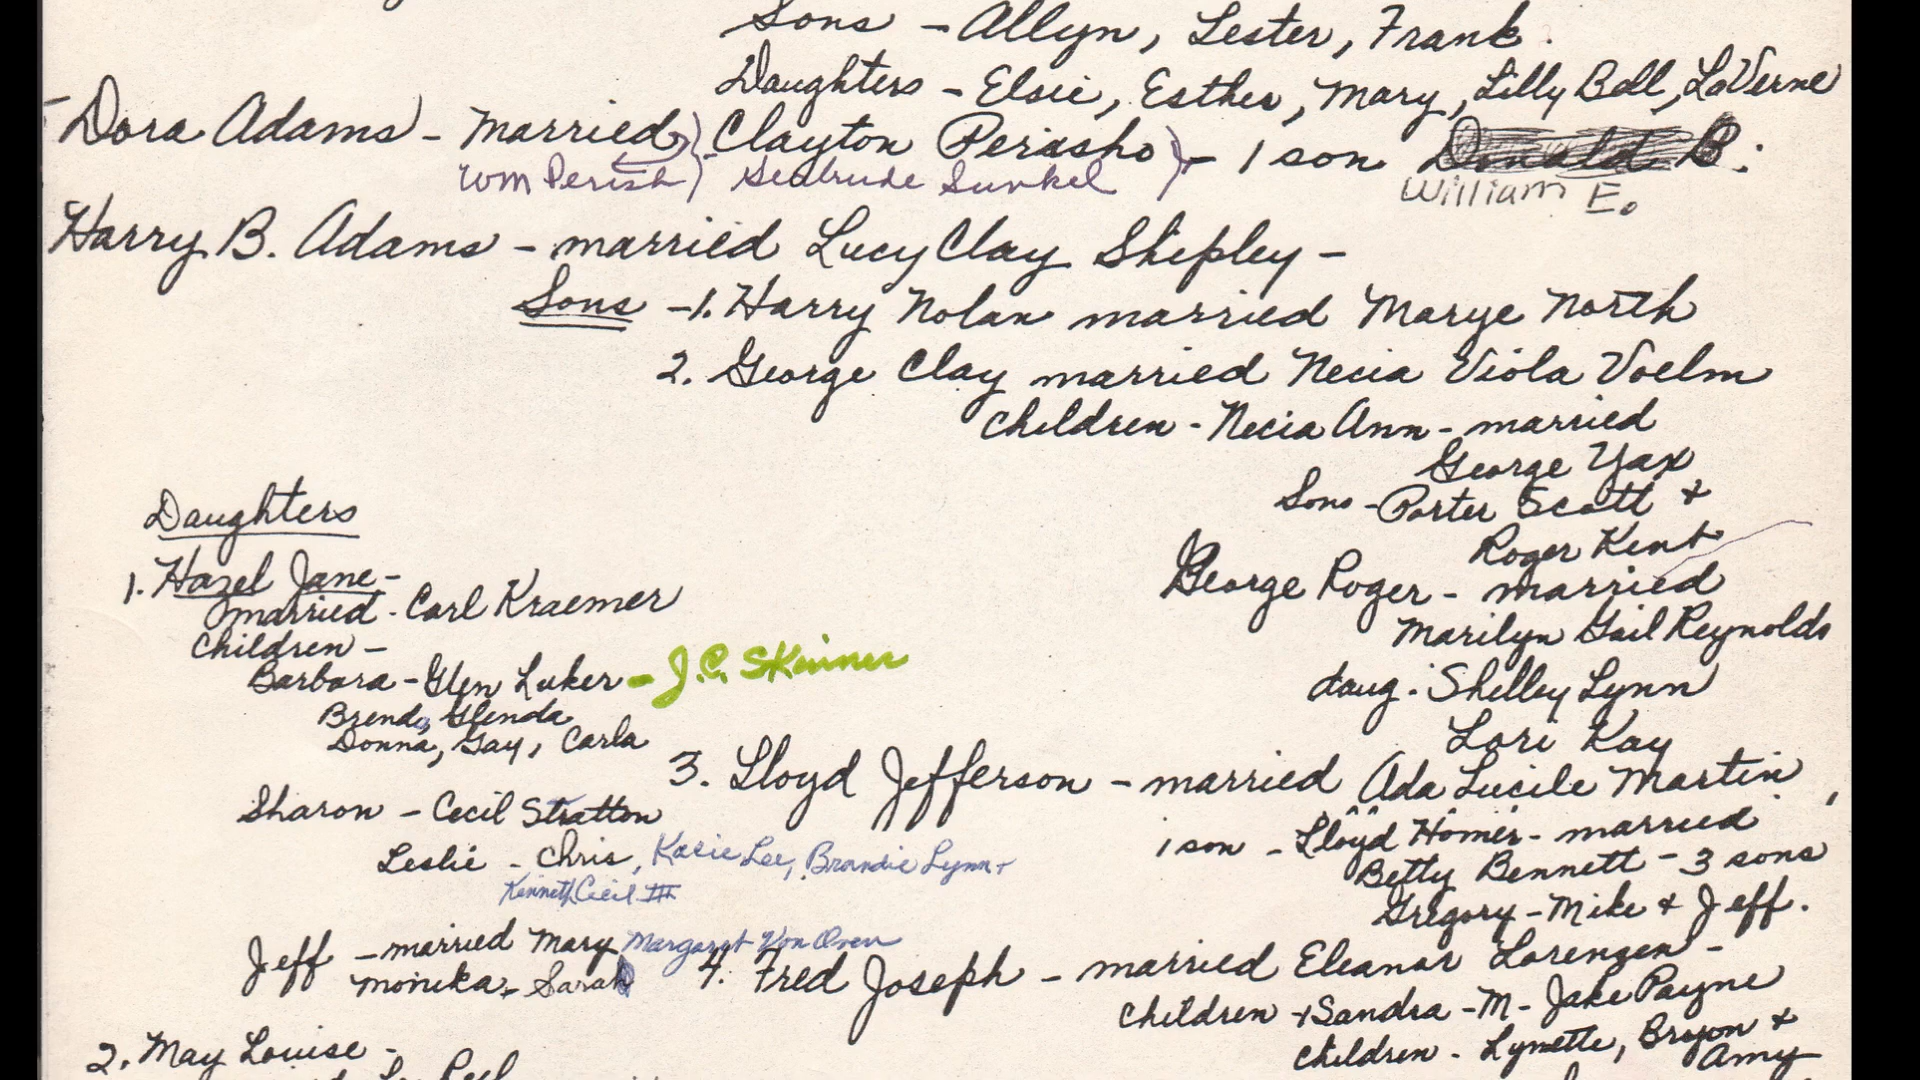 Sons - Allyn, Lester, Frank.
Daughters - Elsie, Esther, Mary, Lilly Bell, LaVerne
Dora Adams - married) Clayton Perisho) - 1 son Donald B.
Wm Perish) - Gertrude Sunkel) William E.
Harry B. Adams - married Lucy Clay Shepley -
Sons - 1. Harry Nolan married Marye North
2. George Clay married Necia Viola Voelm
Children - Necia Ann - married
George Yax
Sons - Porter Scott +
Roger Kent
George Roger - married
Marilyn Gail Reynolds
daug. Shelley Lynn
Lori Kay
Daughters
1. Hazel Jane -
married - Carl Kraemer
Children -
Barbara - Glen Luker - J.C. Skinner
Brenda, Glenda
Donna, Gay, Carla
Sharon - Cecil Stratton
Leslie - Chris, Kacie Lee, Brandie Lynn +
Kenneth Cecil III
Jeff - married Mary Margaret Von Oven
Monika - Sarah
3. Lloyd Jefferson - married Ada Lucile Martin
1 son - Lloyd Homer - married
Betty Bennett - 3 sons
Gregory - Mike + Jeff.
4. Fred Joseph - married Eleanor Lorenzen -
Children - Sandra - M - Jake Payne
Children - Lynette, Bryon +
Amy
2. May Louise -